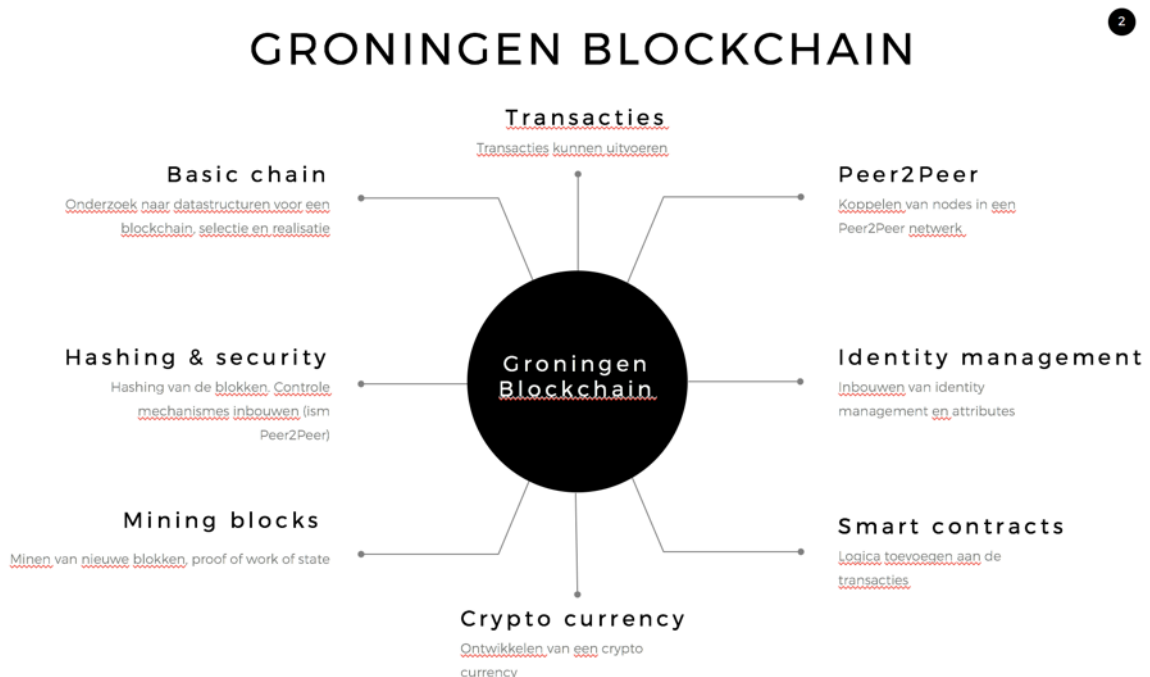 2
GRONINGEN BLOCKCHAIN
Transacties
Transacties kunnen uitvoeren
Basic chain
Onderzoek naar datastructuren voor een
blockchain, selectie en realisatie
Peer2Peer
Koppelen van nodes in een
Peer2Peer netwerk
Hashing & security
Hashing van de blokken, Controle
mechanismes inbouwen (ism
Peer2Peer)
Groningen
Blockchain
Identity management
Inbouwen van identity
management en attributes
Mining blocks
Minen van nieuwe blokken, proof of work of state
Smart contracts
Logica toevoegen aan de
transacties
Crypto currency
Ontwikkelen van een crypto
currency